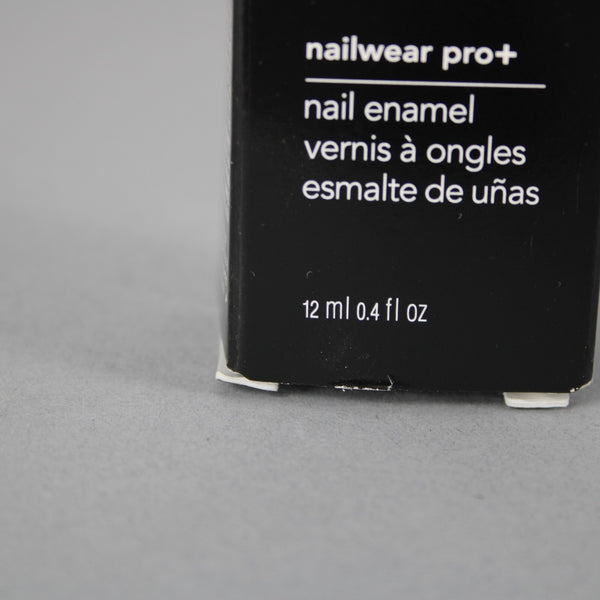 nailwear pro+
nail enamel
vernis à ongles
esmalte de uñas
12 ml 0.4 fl oz